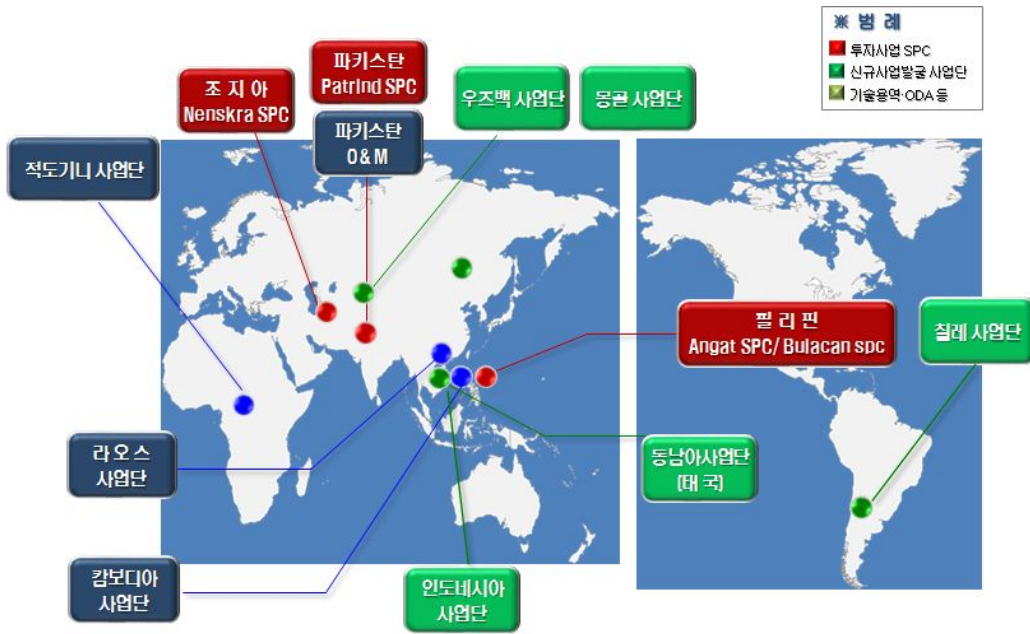 ※ 범 례
투자사업 SPC
신규사업발굴 사업단
기술용역·ODA 등
파키스탄
Patrind SPC
조 지 아
Nenskra SPC
우즈백 사업단
몽골 사업단
파키스탄
O&M
적도기니 사업단
필 리 핀
Angat SPC/ Bulacan spc
칠레 사업단
라 오 스
사업단
동남아사업단
(태 국)
캄보디아
사업단
인도네시아
사업단